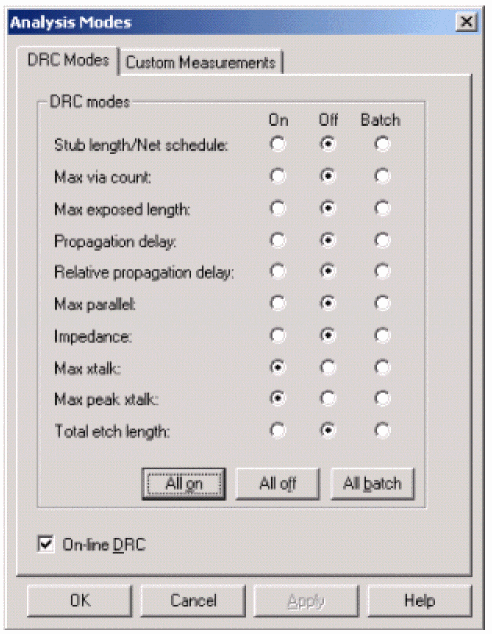 Analysis Modes
DRC Modes Custom Measurements
DRC modes
On Off Batch
Stub length/Net schedule:
Max via count:
Max exposed length:
Propagation delay:
Relative propagation delay:
Max parallel:
Impedance:
Max xtalk:
Max peak xtalk:
Total etch length:
All on All off All batch
On-line DRC
OK Cancel Apply Help